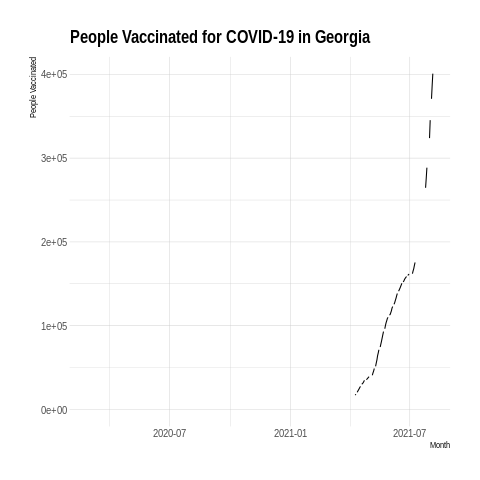 People Vaccinated for COVID-19 in Georgia
People Vaccinated
4e+05
3e+05
2e+05
1e+05
0e+00
2020-07 2021-01 2021-07
Month